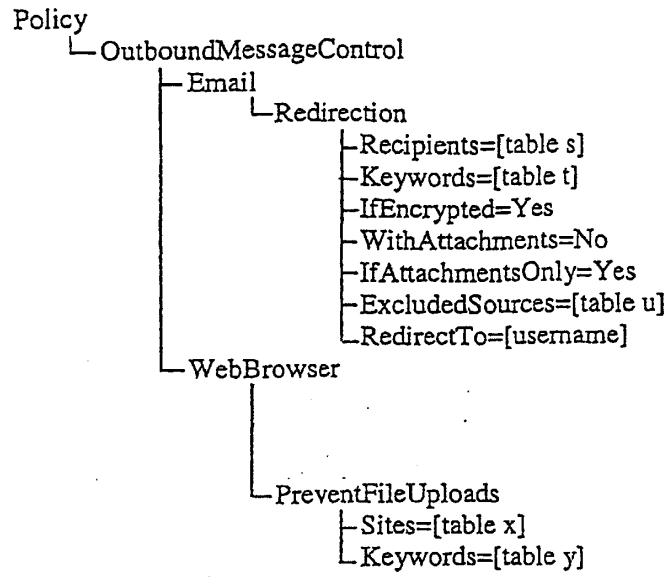 Policy
OutboundMessageControl
Email
Redirection
Recipients=[table s]
Keywords=[table t]
IfEncrypted=Yes
WithAttachments=No
IfAttachmentsOnly=Yes
ExcludedSources=[table u]
RedirectTo=[username]
WebBrowser
PreventFileUploads
Sites=[table x]
Keywords=[table y]